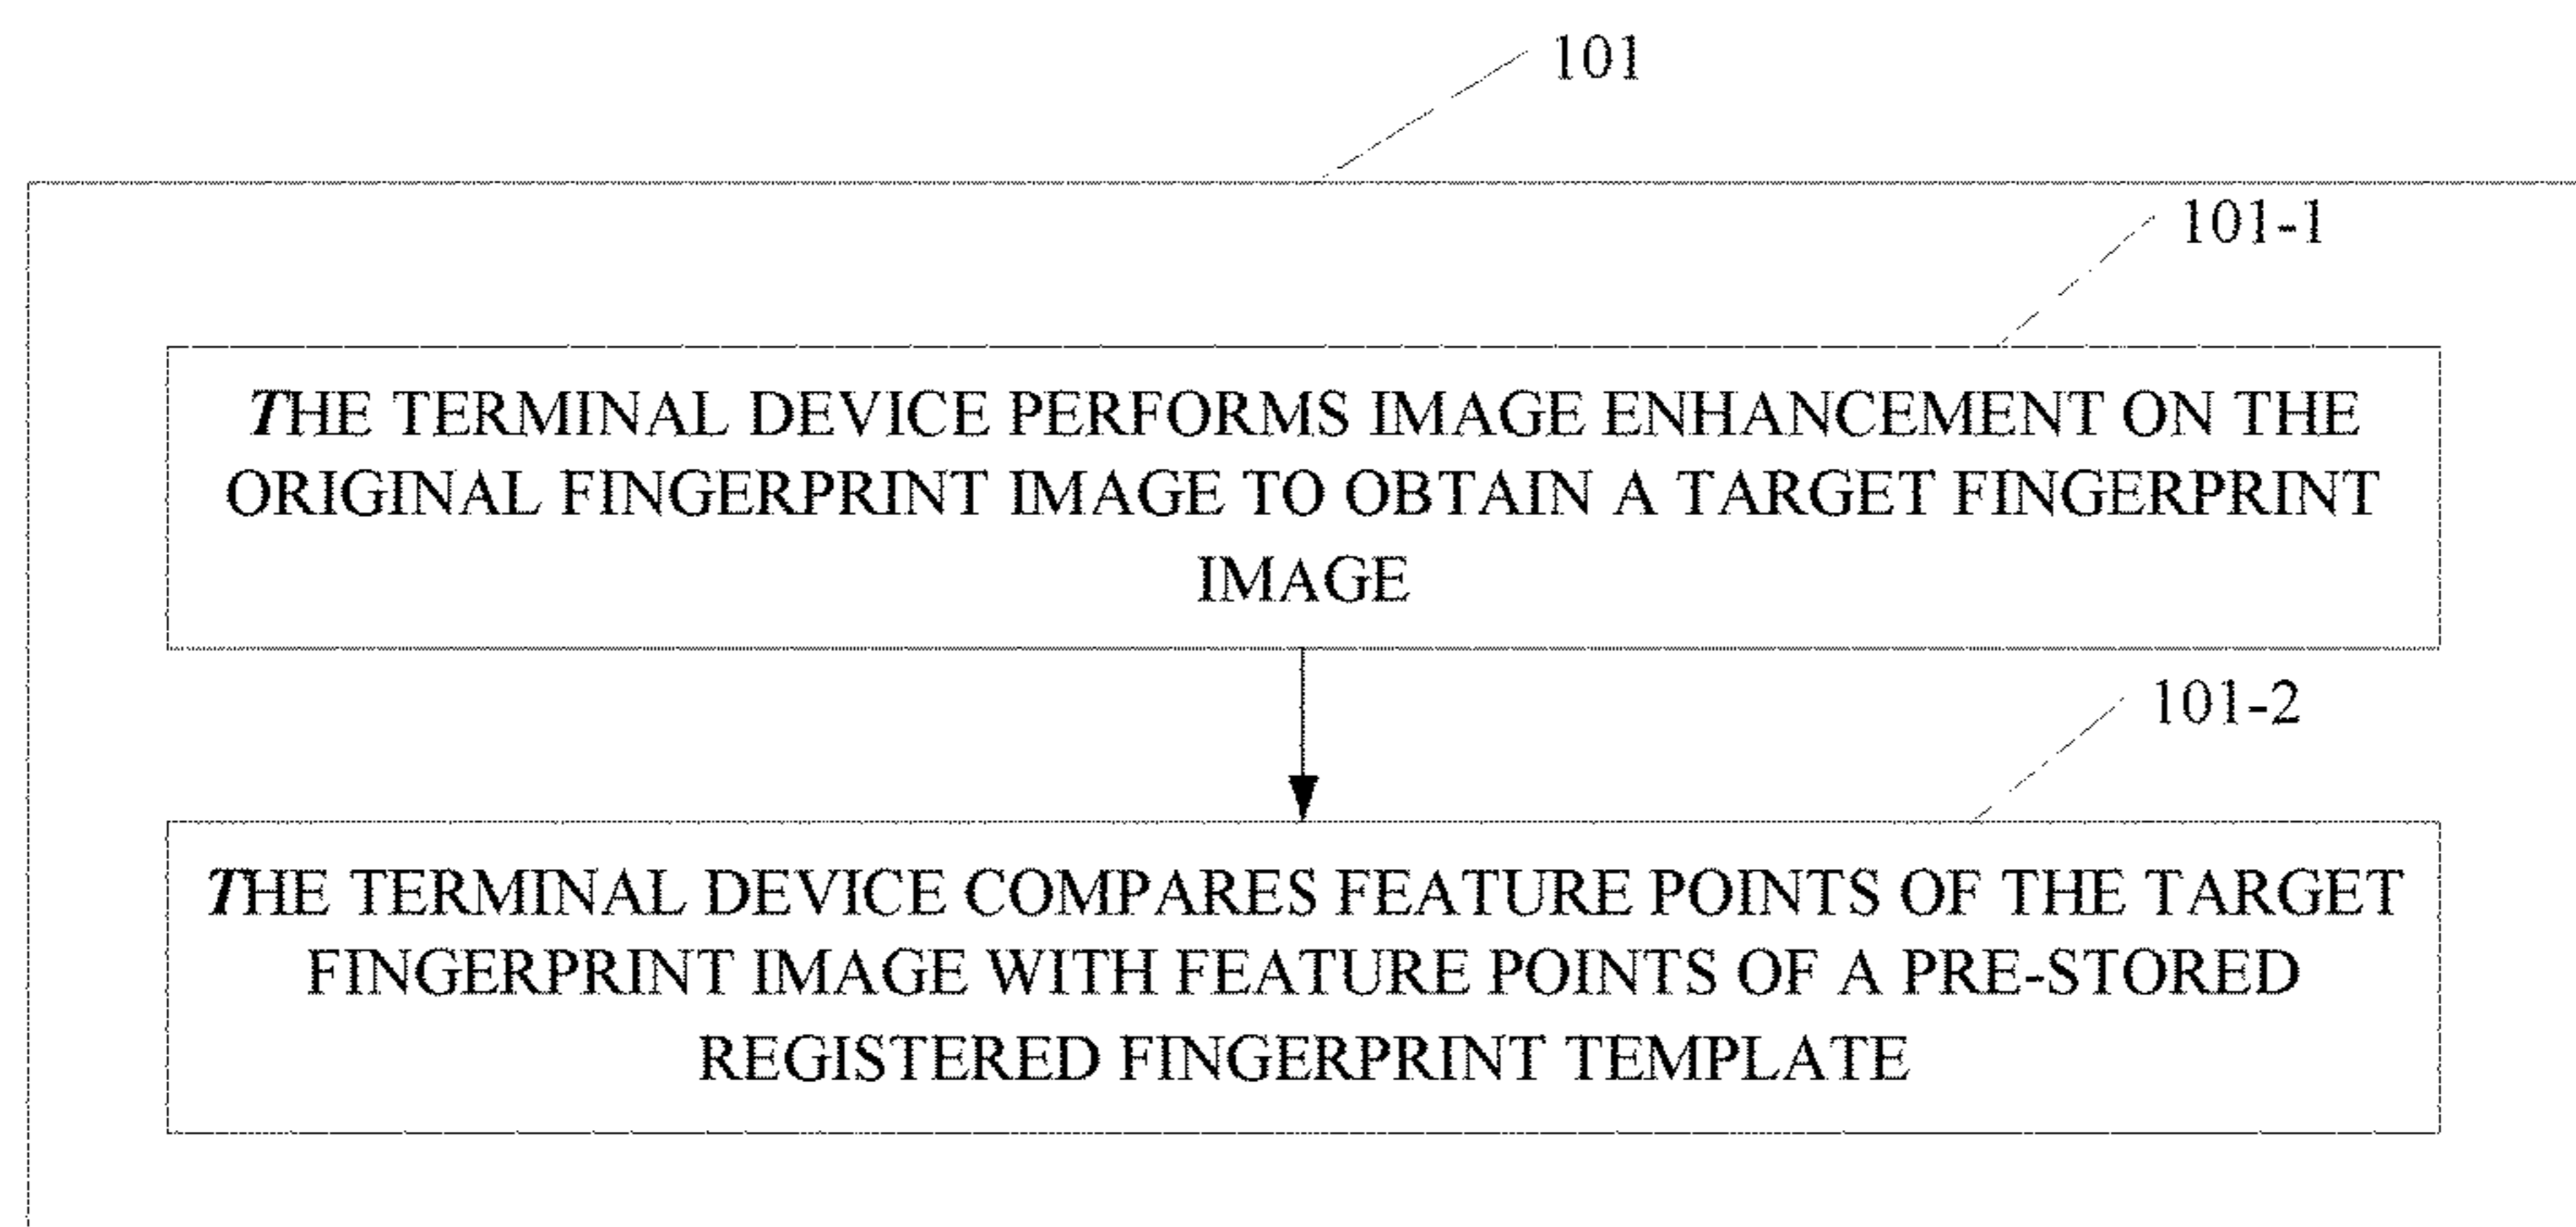 101
101-1
THE TERMINAL DEVICE PERFORMS IMAGE ENHANCEMENT ON THE
ORIGINAL FINGERPRINT IMAGE TO OBTAIN A TARGET FINGERPRINT
IMAGE
101-2
THE TERMINAL DEVICE COMPARES FEATURE POINTS OF THE TARGET
FINGERPRINT IMAGE WITH FEATURE POINTS OF A PRE-STORED
REGISTERED FINGERPRINT TEMPLATE